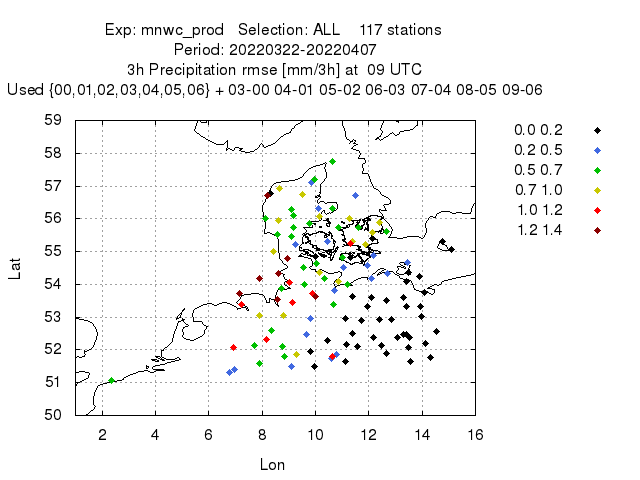 Exp: mnwc_prod   Selection: ALL    117 stations
Period: 20220322-20220407
3h Precipitation rmse [mm/3h] at  09 UTC
Used {00,01,02,03,04,05,06} + 03-00 04-01 05-02 06-03 07-04 08-05 09-06
0.0 0.2
0.2 0.5
0.5 0.7
0.7 1.0
1.0 1.2
1.2 1.4
59
58
57
56
55
54
53
52
51
50
Lat
2 4 6 8 10 12 14 16
Lon